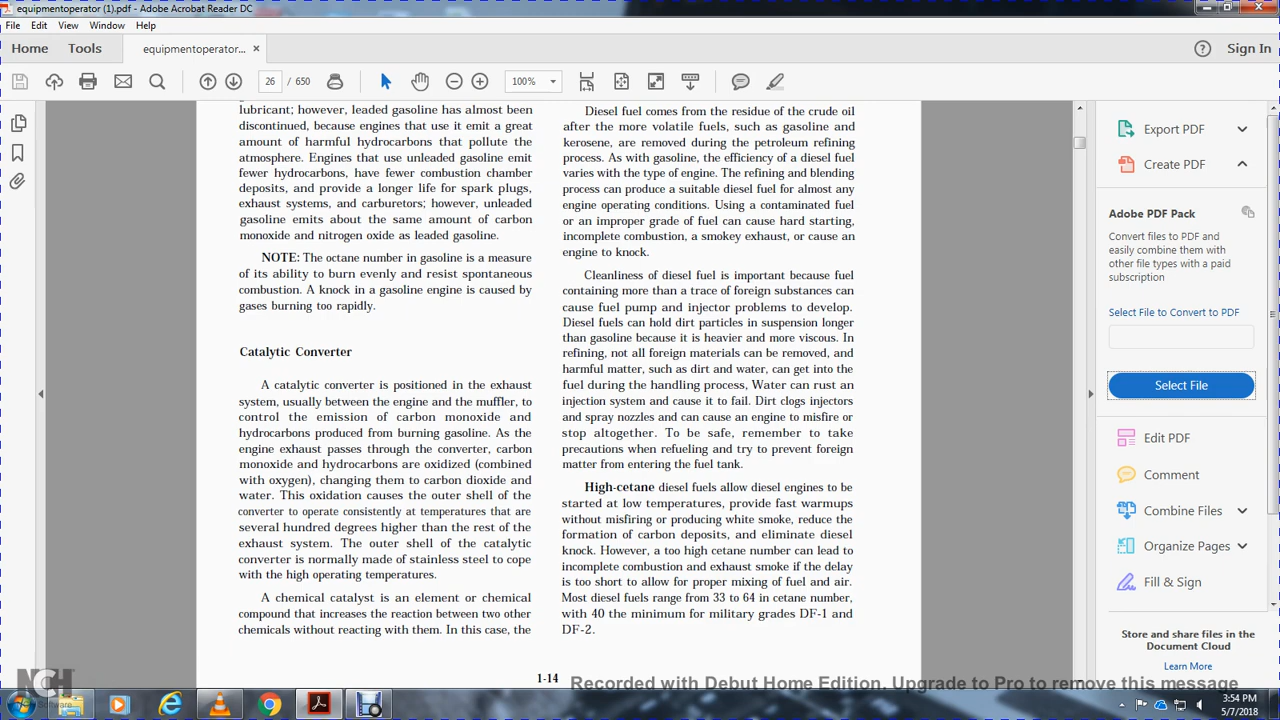 equipmentoperator (1).pdf - Adobe Acrobat Reader DC
File Edit View Window Help
Home Tools equipmentoperator... × Sign In
26 / 650 100%
lubricant; however, leaded gasoline has almost been
discontinued, because engines that use it emit a great
amount of harmful hydrocarbons that pollute the
atmosphere. Engines that use unleaded gasoline emit
fewer hydrocarbons, have fewer combustion chamber
deposits, and provide a longer life for spark plugs,
exhaust systems, and carburetors; however, unleaded
gasoline emits about the same amount of carbon
monoxide and nitrogen oxide as leaded gasoline.
NOTE: The octane number in gasoline is a measure
of its ability to burn evenly and resist spontaneous
combustion. A knock in a gasoline engine is caused by
gases burning too rapidly.
Catalytic Converter
A catalytic converter is positioned in the exhaust
system, usually between the engine and the muffler, to
control the emission of carbon monoxide and
hydrocarbons produced from burning gasoline. As the
engine exhaust passes through the converter, carbon
monoxide and hydrocarbons are oxidized (combined
with oxygen), changing them to carbon dioxide and
water. This oxidation causes the outer shell of the
converter to operate consistently at temperatures that are
several hundred degrees higher than the rest of the
exhaust system. The outer shell of the catalytic
converter is normally made of stainless steel to cope
with the high operating temperatures.
A chemical catalyst is an element or chemical
compound that increases the reaction between two other
chemicals without reacting with them. In this case, the
Diesel fuel comes from the residue of the crude oil
after the more volatile fuels, such as gasoline and
kerosene, are removed during the petroleum refining
process. As with gasoline, the efficiency of a diesel fuel
varies with the type of engine. The refining and blending
process can produce a suitable diesel fuel for almost any
engine operating conditions. Using a contaminated fuel
or an improper grade of fuel can cause hard starting,
incomplete combustion, a smokey exhaust, or cause an
engine to knock.
Cleanliness of diesel fuel is important because fuel
containing more than a trace of foreign substances can
cause fuel pump and injector problems to develop.
Diesel fuels can hold dirt particles in suspension longer
than gasoline because it is heavier and more viscous. In
refining, not all foreign materials can be removed, and
harmful matter, such as dirt and water, can get into the
fuel during the handling process, Water can rust an
injection system and cause it to fail. Dirt clogs injectors
and spray nozzles and can cause an engine to misfire or
stop altogether. To be safe, remember to take
precautions when refueling and try to prevent foreign
matter from entering the fuel tank.
High-cetane diesel fuels allow diesel engines to be
started at low temperatures, provide fast warmups
without misfiring or producing white smoke, reduce the
formation of carbon deposits, and eliminate diesel
knock. However, a too high cetane number can lead to
incomplete combustion and exhaust smoke if the delay
is too short to allow for proper mixing of fuel and air.
Most diesel fuels range from 33 to 64 in cetane number,
with 40 the minimum for military grades DF-1 and
DF-2.
1-14
Export PDF
Create PDF
Adobe PDF Pack
Convert files to PDF and
easily combine them with
other file types with a paid
subscription
Select File to Convert to PDF
Select File
Edit PDF
Comment
Combine Files
Organize Pages
Fill & Sign
Store and share files in the
Document Cloud
Learn More
NCH Software
Recorded with Debut Home Edition. Upgrade to Pro to remove this message
3:54 PM
5/7/2018